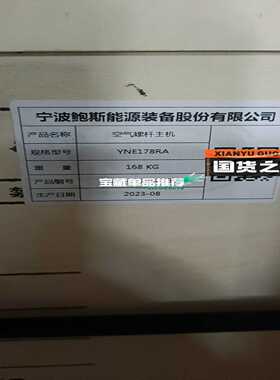 宁波鲍斯能源装备股份有限公司
产品名称 空气螺杆主机
规格型号 YNE178RA
XIANYU GUO
国货之
重 量 168 KG
宝藏单品推荐
产品编号
生产日期 2023-08